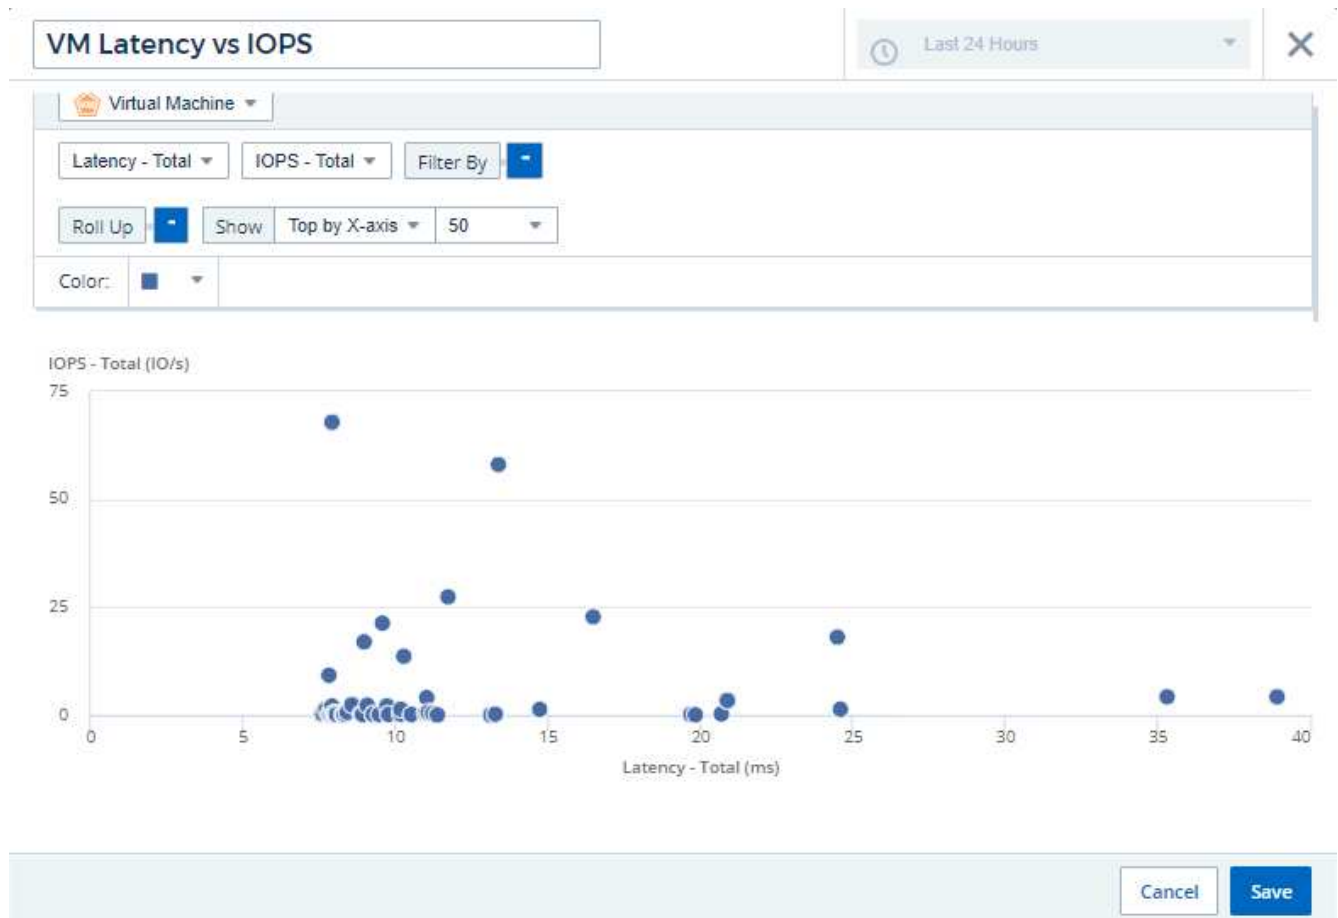 VM Latency vs IOPS
Last 24 Hours
Virtual Machine
Latency - Total IOPS - Total Filter By -
Roll Up - Show Top by X-axis 50
Color:
IOPS - Total (IO/s)
75
50
25
0
0 5 10 15 20 25 30 35 40
Latency - Total (ms)
Cancel Save